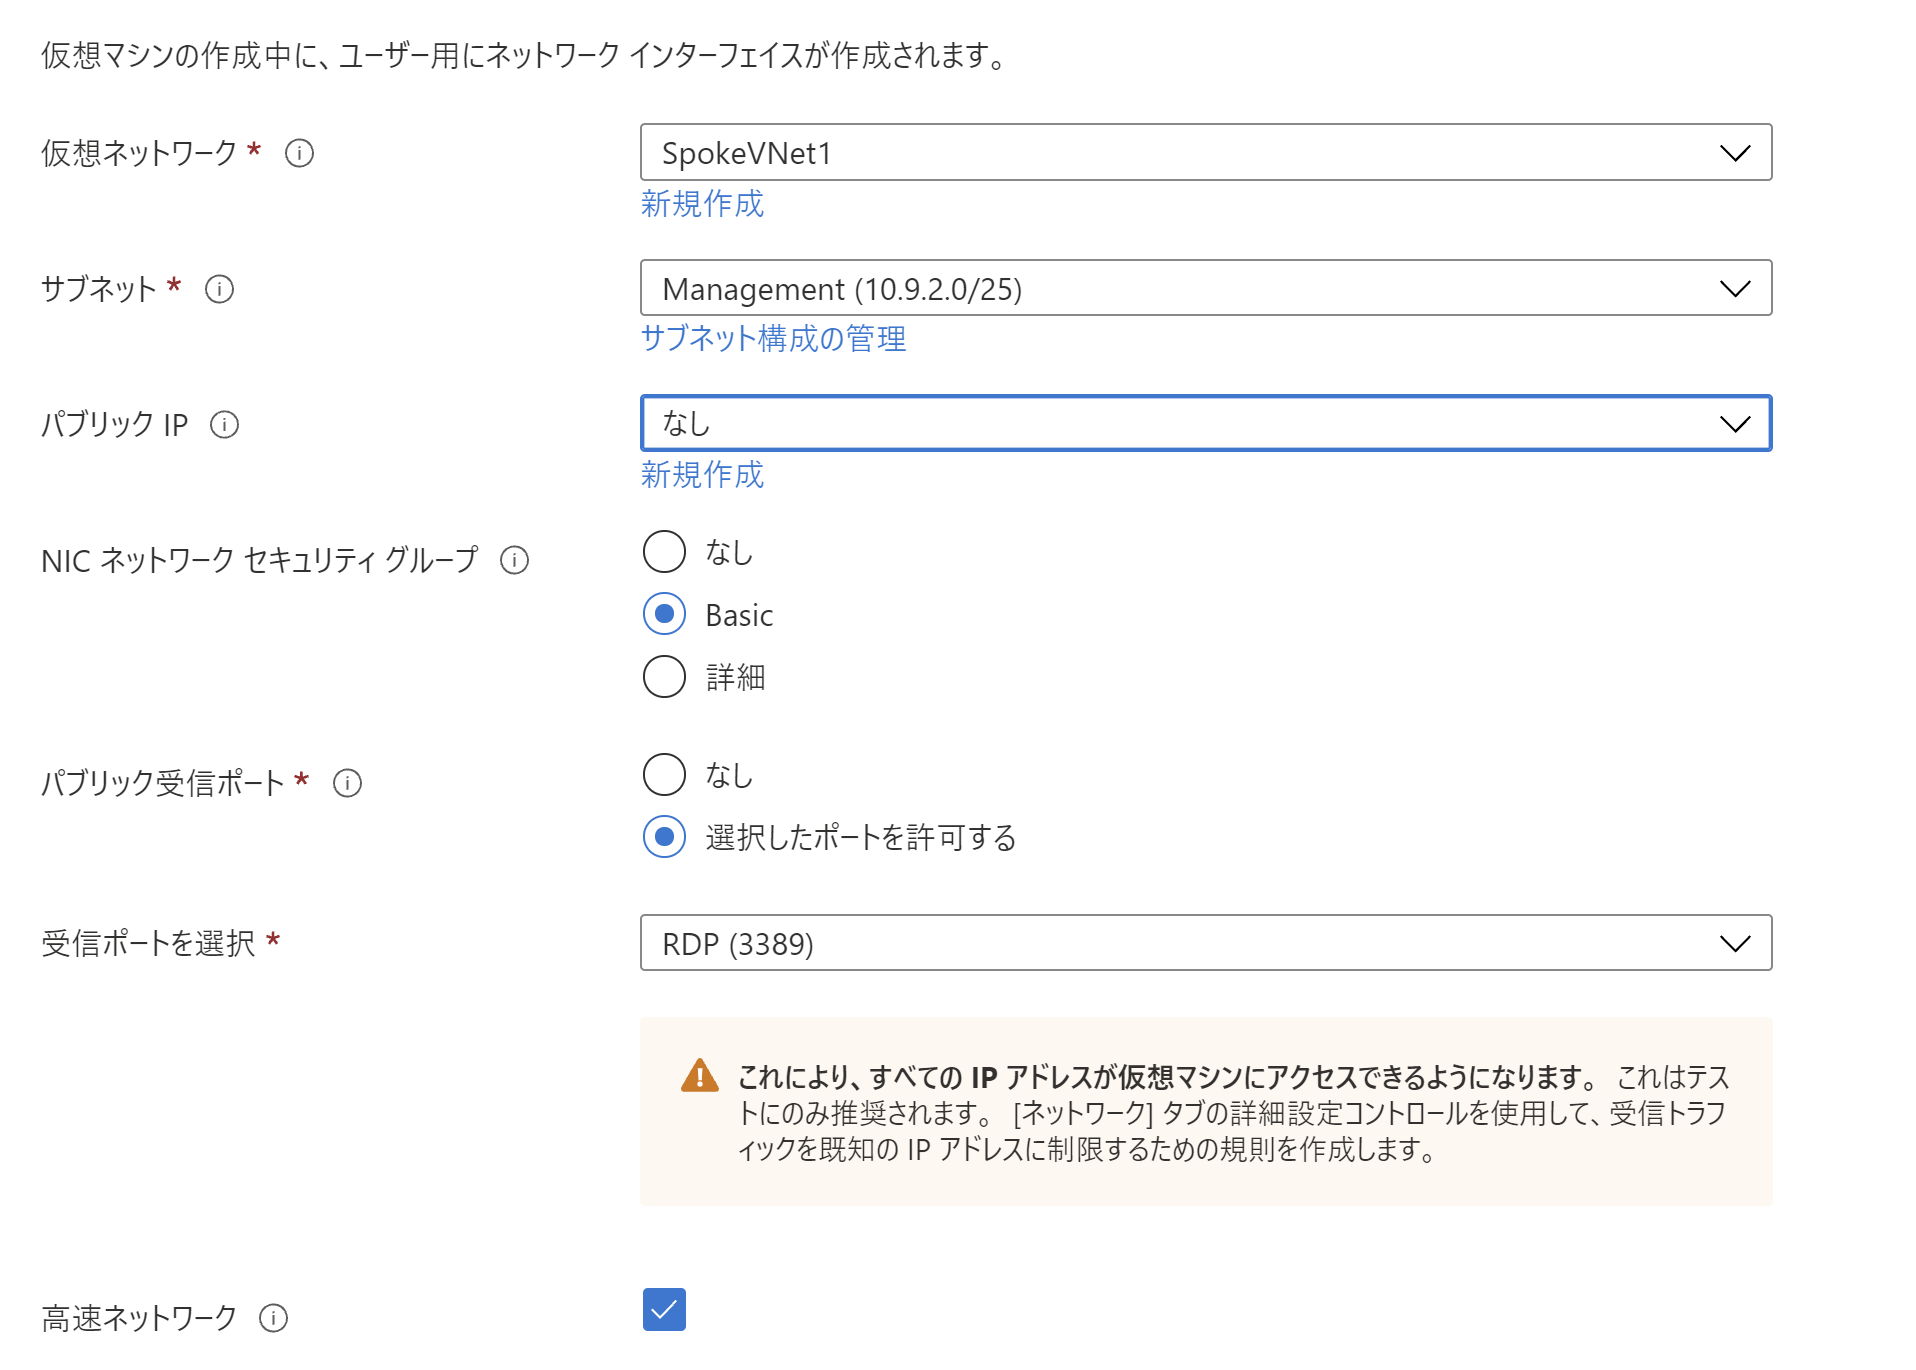 仮想マシンの作成中に、ユーザー用にネットワーク インターフェイスが作成されます。
仮想ネットワーク *
SpokeVNet1
新規作成
サブネット *
Management (10.9.2.0/25)
サブネット構成の管理
パブリック IP
なし
新規作成
NIC ネットワーク セキュリティ グループ
なし
Basic
詳細
パブリック受信ポート *
なし
選択したポートを許可する
受信ポートを選択 *
RDP (3389)
これにより、すべての IP アドレスが仮想マシンにアクセスできるようになります。 これはテス
トにのみ推奨されます。 [ネットワーク] タブの詳細設定コントロールを使用して、受信トラフ
ィックを既知の IP アドレスに制限するための規則を作成します。
高速ネットワーク